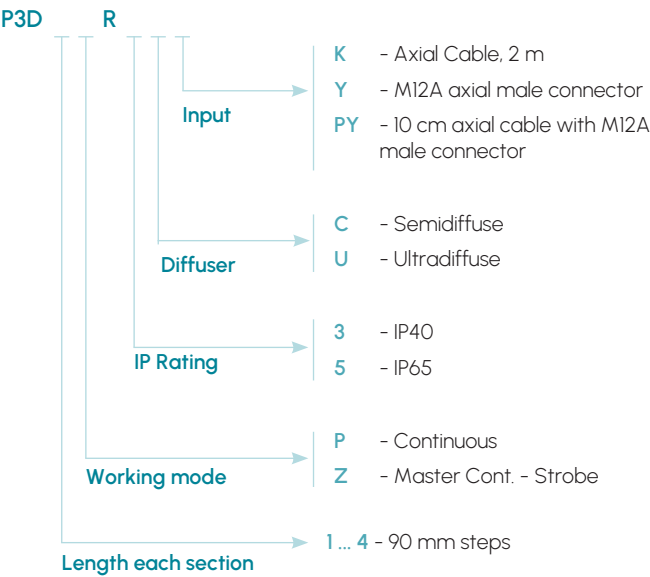 P3D R
K - Axial Cable, 2 m
Y - M12A axial male connector
Input
PY - 10 cm axial cable with M12A
male connector
C - Semidiffuse
U - Ultradiffuse
Diffuser
3 - IP40
IP Rating
5 - IP65
P - Continuous
Working mode
Z - Master Cont. - Strobe
1 ... 4 - 90 mm steps
Length each section